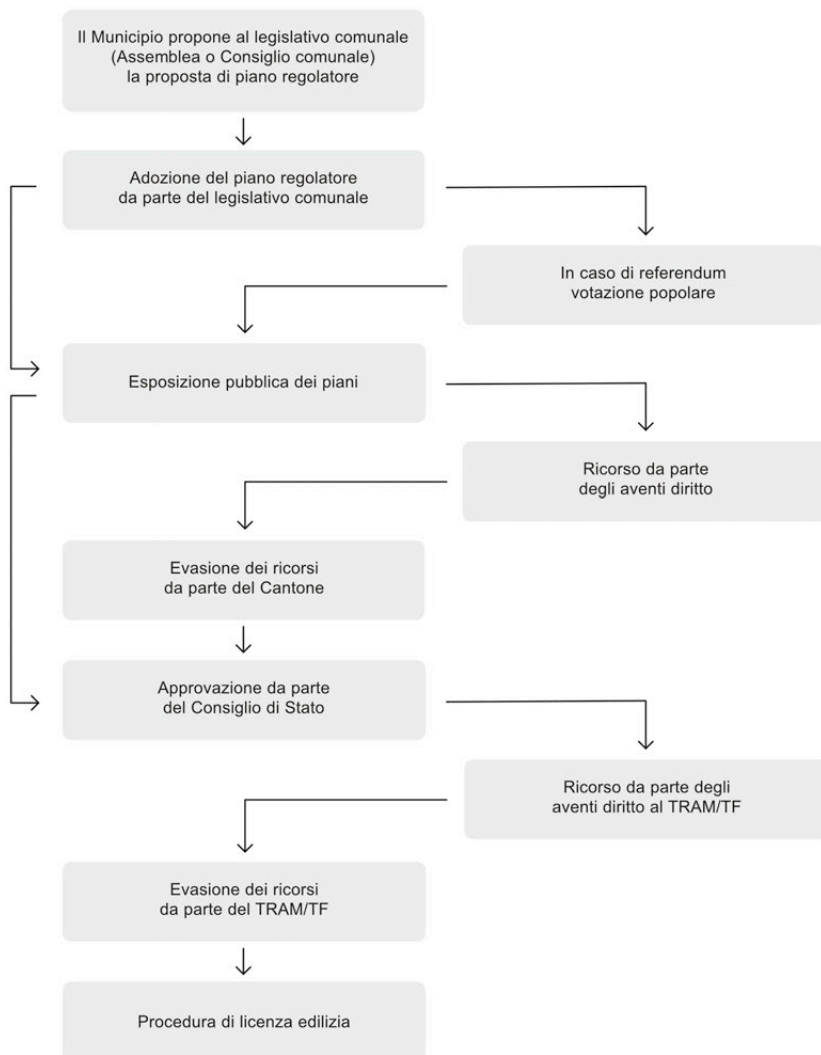 Il Municipio propone al legislativo comunale
(Assemblea o Consiglio comunale)
la proposta di piano regolatore
Adozione del piano regolatore
da parte del legislativo comunale
In caso di referendum
votazione popolare
Esposizione pubblica dei piani
Ricorso da parte
degli aventi diritto
Evasione dei ricorsi
da parte del Cantone
Approvazione da parte
del Consiglio di Stato
Ricorso da parte degli
aventi diritto al TRAM/TF
Evasione dei ricorsi
da parte del TRAM/TF
Procedura di licenza edilizia